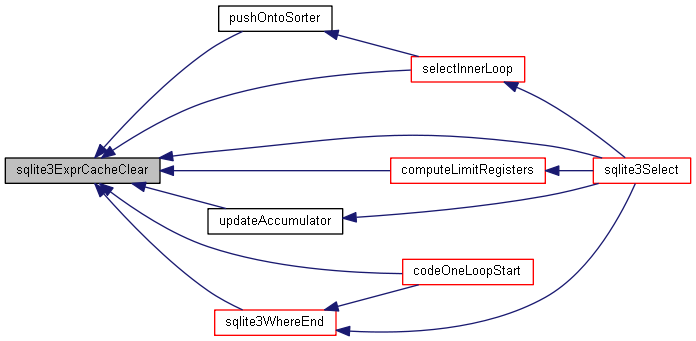 pushOntoSorter
selectInnerLoop
sqlite3ExprCacheClear
computeLimitRegisters
sqlite3Select
updateAccumulator
codeOneLoopStart
sqlite3WhereEnd